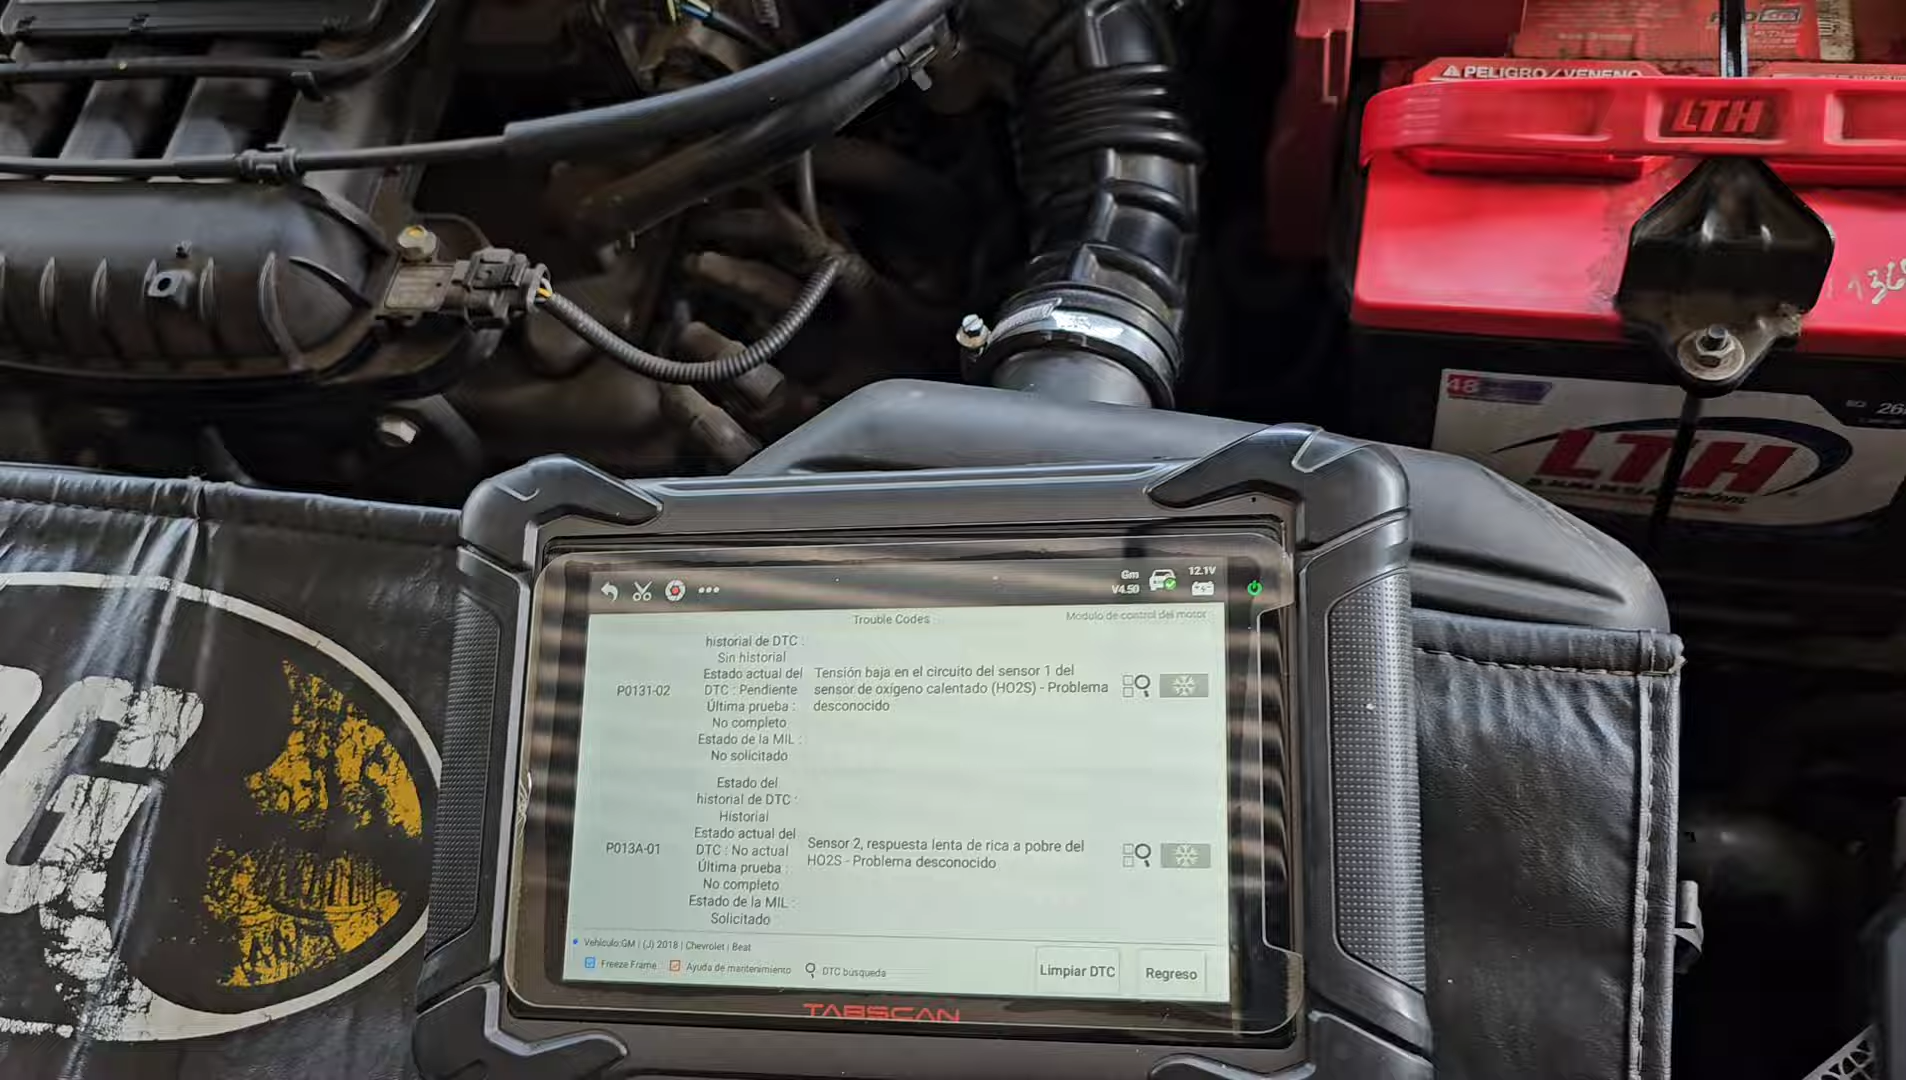 PELIGRO/VENENO
LTH
48
LTH
Gm
V4.50
12.1V
Trouble Codes
Modulo de control del motor
historial de DTC :
Sin historial
P0131-02
Estado actual del
DTC : Pendiente
Última prueba :
No completo
Estado de la MIL :
No solicitado
Tensión baja en el circuito del sensor 1 del
sensor de oxígeno calentado (HO2S) - Problema
desconocido
Estado del
historial de DTC :
Historial
P013A-01
Estado actual del
DTC : No actual
Última prueba :
No completo
Estado de la MIL :
Solicitado
Sensor 2, respuesta lenta de rica a pobre del
HO2S - Problema desconocido
Vehículo:GM | (J) 2018 | Chevrolet | Beat
Freeze Frame
Ayuda de mantenimiento
DTC búsqueda
Limpiar DTC
Regreso
TABSCAN